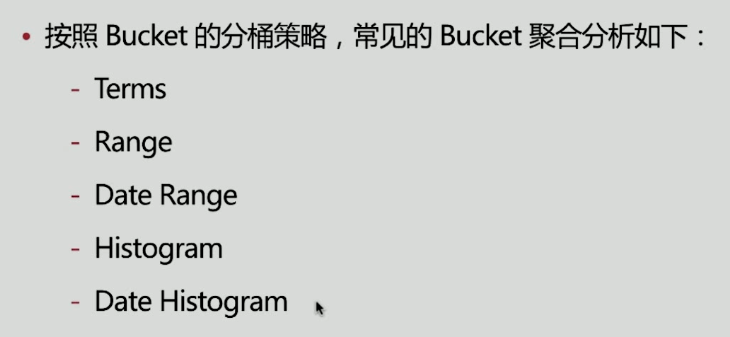 • 按照 Bucket 的分桶策略，常见的 Bucket 聚合分析如下：
- Terms
- Range
- Date Range
- Histogram
- Date Histogram